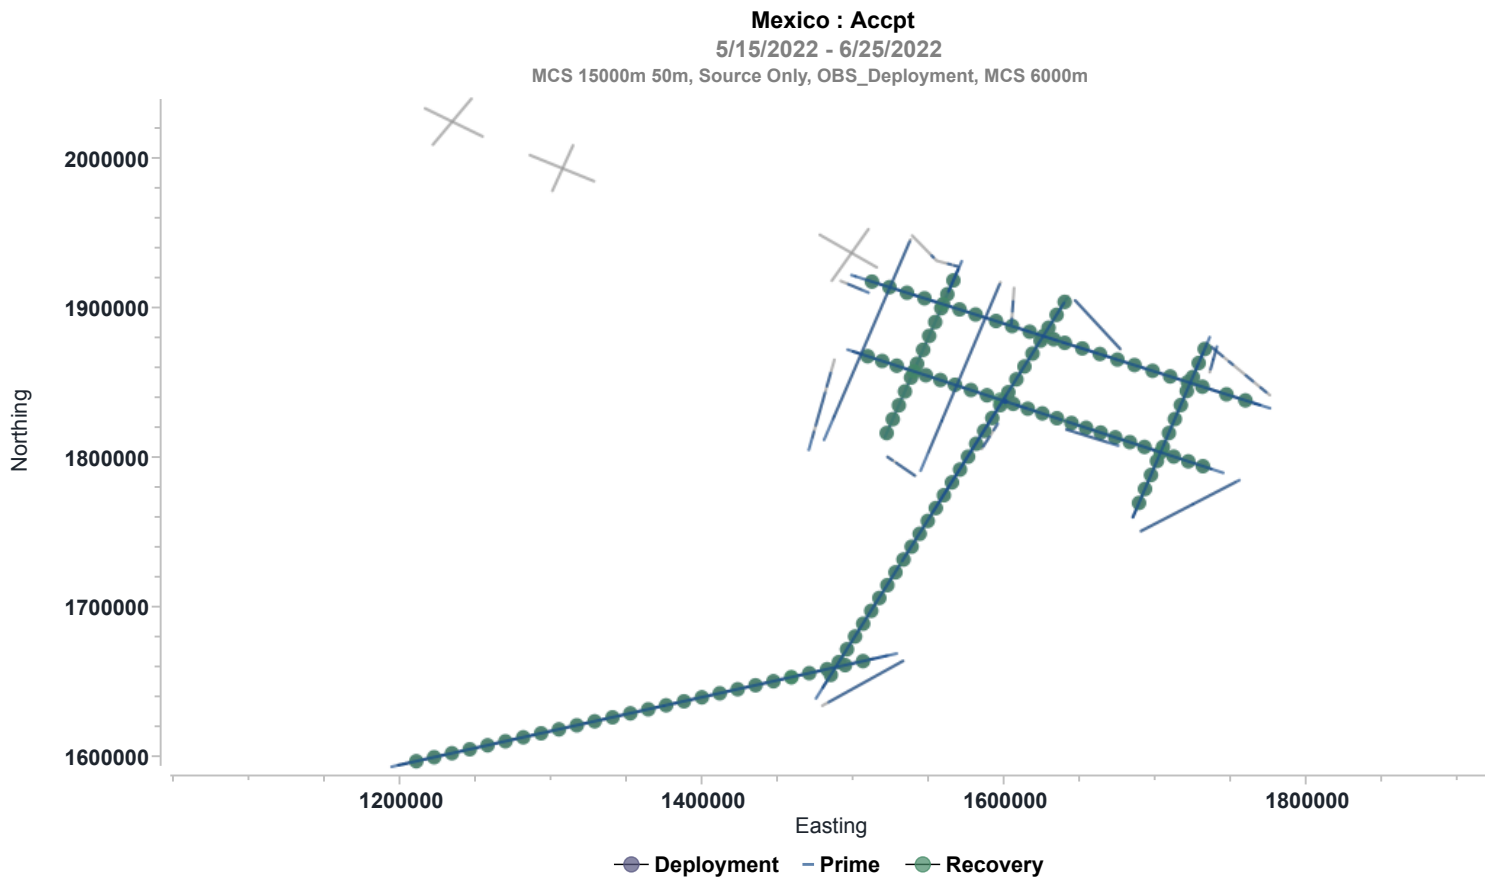 Mexico : Accpt
5/15/2022 - 6/25/2022
MCS 15000m 50m, Source Only, OBS_Deployment, MCS 6000m
Northing
2000000
1900000
1800000
1700000
1600000
1200000
1400000
1600000
1800000
Easting
Deployment
Prime
Recovery